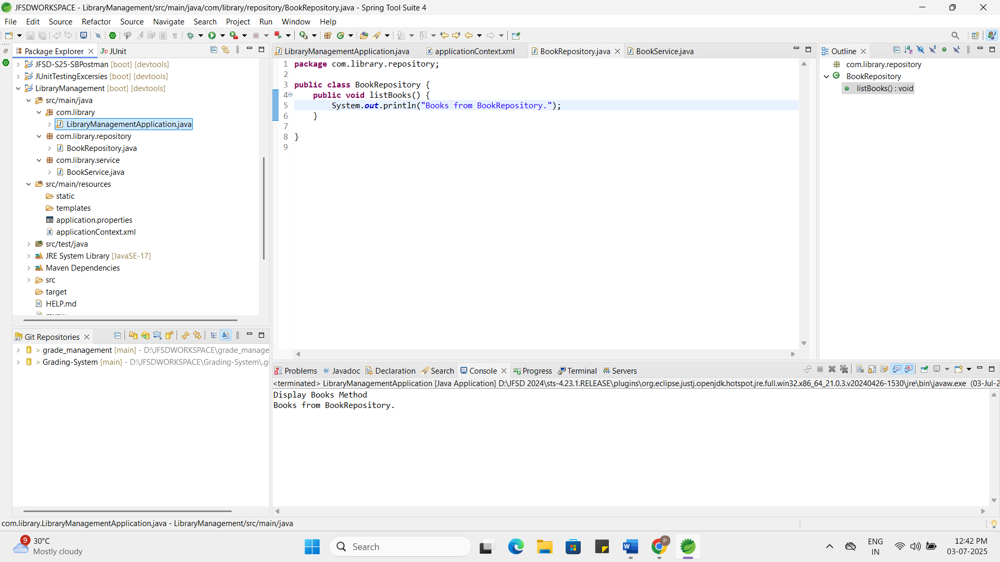 JFSDWORKSPACE - LibraryManagement/src/main/java/com/library/repository/BookRepository.java - Spring Tool Suite 4
File Edit Source Refactor Source Navigate Search Project Run Window Help
Package Explorer
JUnit
JFSD-S25-SBPostman [boot] [devtools]
JUnitTestingExcersies [boot] [devtools]
LibraryManagement [boot] [devtools]
src/main/java
com.library
LibraryManagementApplication.java
com.library.repository
BookRepository.java
com.library.service
BookService.java
src/main/resources
static
templates
application.properties
applicationContext.xml
src/test/java
JRE System Library [JavaSE-17]
Maven Dependencies
src
target
HELP.md
Git Repositories
> grade_management [main] - D:\JFSDWORKSPACE\grade_manage
> Grading-System [main] - D:\JFSDWORKSPACE\Grading-System\.gi
LibraryManagementApplication.java applicationContext.xml BookRepository.java BookService.java
1 package com.library.repository;
2
3 public class BookRepository {
4 public void listBooks() {
5 System.out.println("Books from BookRepository.");
6 }
7
8 }
9
Outline
com.library.repository
BookRepository
listBooks() : void
Problems @ Javadoc Declaration Search Console Progress Terminal Servers
<terminated> LibraryManagementApplication [Java Application] D:\JFSD 2024\sts-4.23.1.RELEASE\plugins\org.eclipse.justj.openjdk.hotspot.jre.full.win32.x86_64_21.0.3.v20240426-1530\jre\bin\javaw.exe (03-Jul-2
Display Books Method
Books from BookRepository.
com.library.LibraryManagementApplication.java - LibraryManagement/src/main/java
9
30°C
Mostly cloudy
Search
P
ENG
IN
12:42 PM
03-07-2025